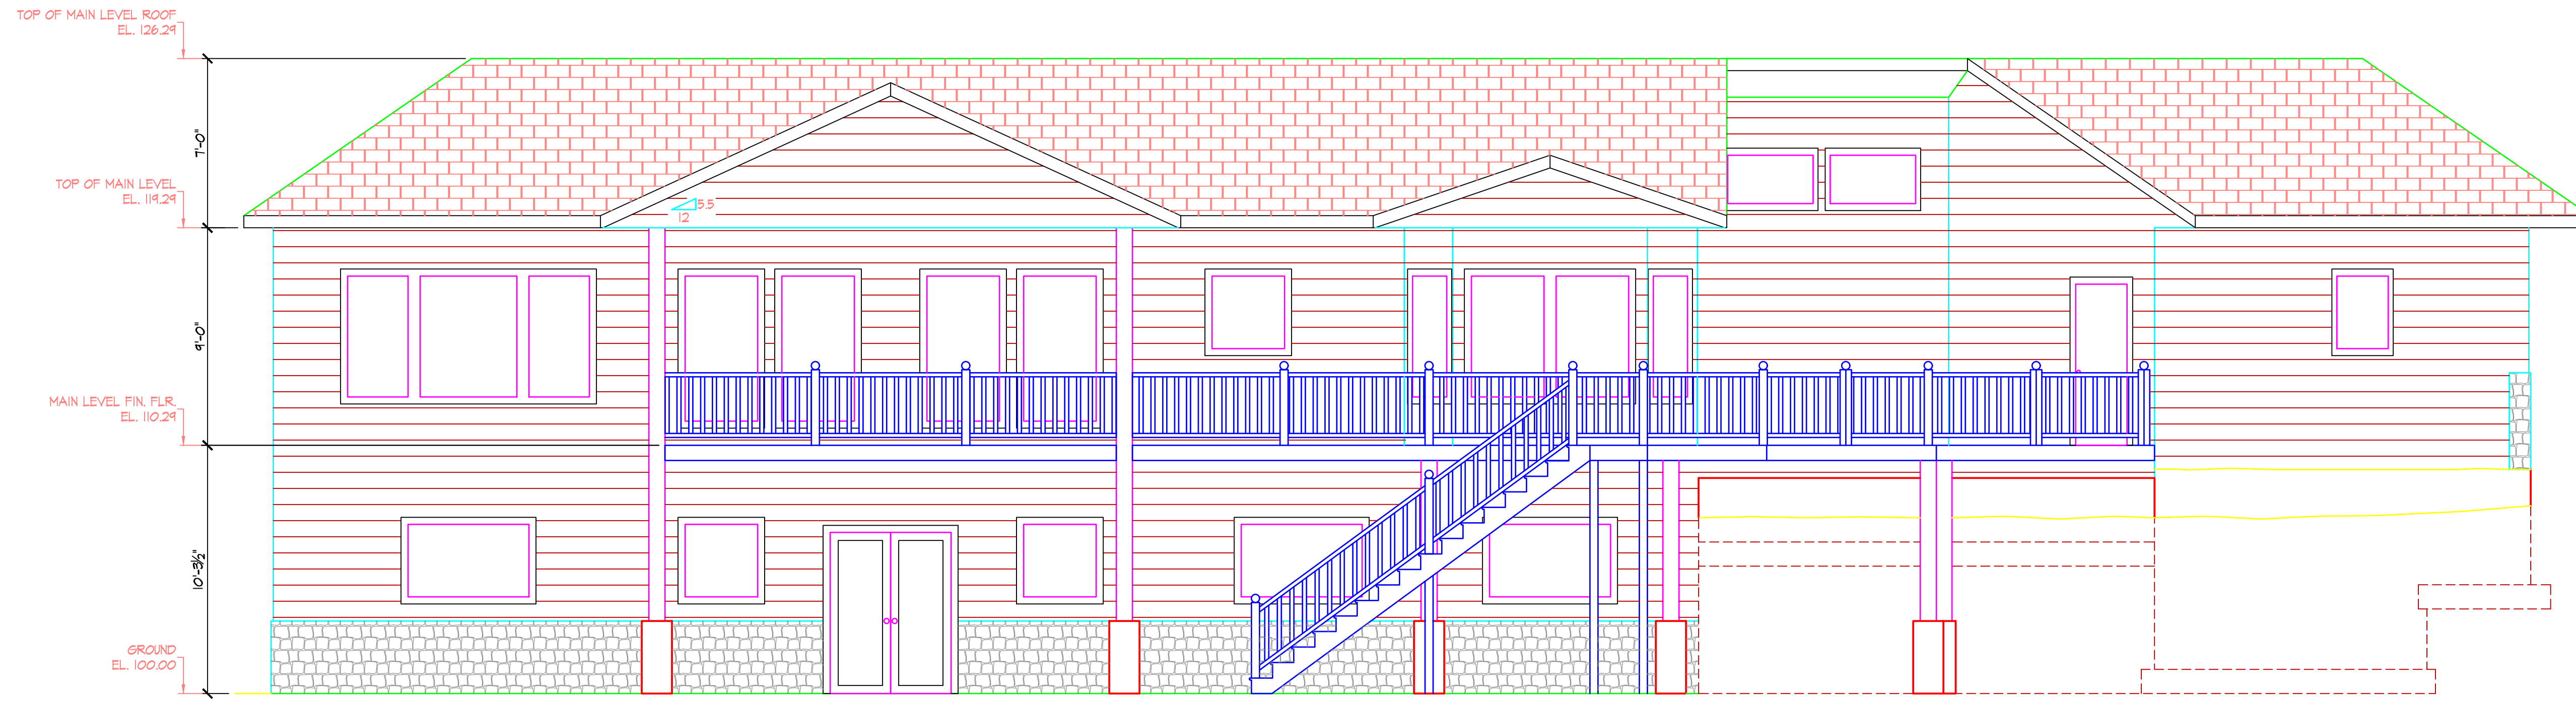 TOP OF MAIN LEVEL ROOF
EL. 126.29
7'-0"
TOP OF MAIN LEVEL
EL. 119.29
5.5
12
9'-0"
MAIN LEVEL FIN. FLR.
EL. 110.29
10'-3½"
GROUND
EL. 100.00